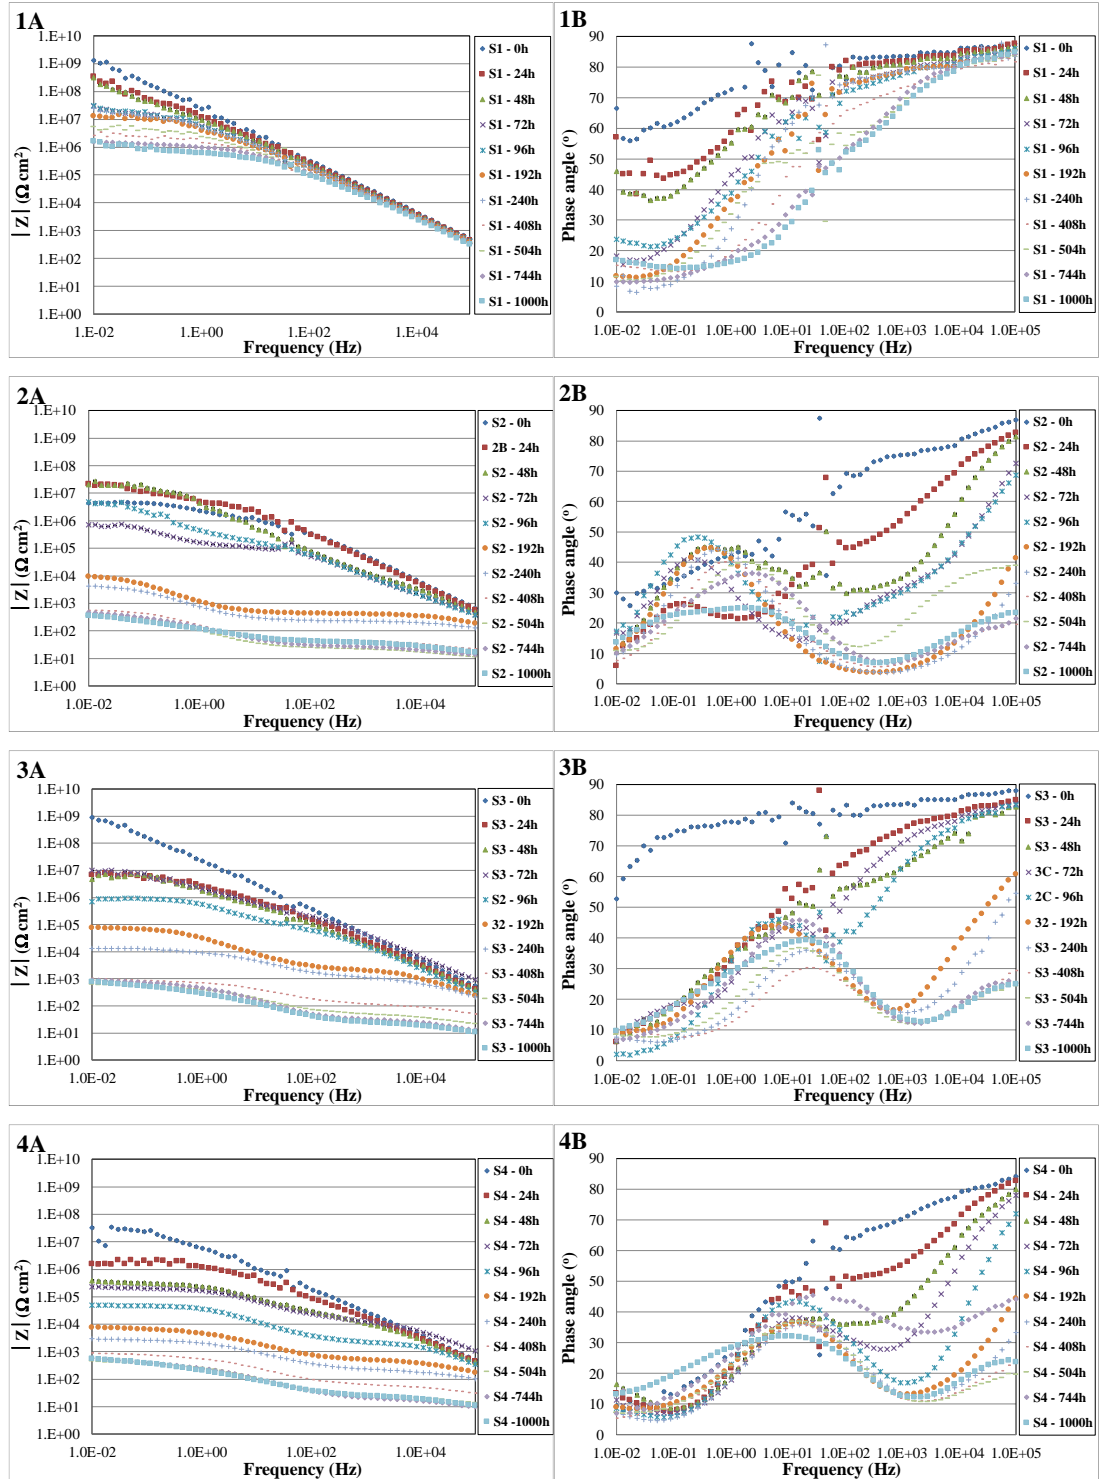 1A
1.E+10
1.E+09
1.E+08
1.E+07
1.E+06
1.E+05
1.E+04
1.E+03
1.E+02
1.E+01
1.E+00
|Z| (Ω cm²)
1.E-02 1.E+00 1.E+02 1.E+04
Frequency (Hz)
S1 - 0h
S1 - 24h
S1 - 48h
S1 - 72h
S1 - 96h
S1 - 192h
S1 -240h
S1 - 408h
S1 - 504h
S1 - 744h
S1 - 1000h
1B
90
80
70
60
50
40
30
20
10
0
Phase angle (°)
1.0E-02 1.0E-01 1.0E+00 1.0E+01 1.0E+02 1.0E+03 1.0E+04 1.0E+05
Frequency (Hz)
S1 - 0h
S1 - 24h
S1 - 48h
S1 - 72h
S1 - 96h
S1 - 192h
S1 -240h
S1 - 408h
S1 - 504h
S1 - 744h
S1 - 1000h
2A
1.E+10
1.E+09
1.E+08
1.E+07
1.E+06
1.E+05
1.E+04
1.E+03
1.E+02
1.E+01
1.E+00
|Z| (Ω cm²)
1.0E-02 1.0E+00 1.0E+02 1.0E+04
Frequency (Hz)
S2 - 0h
2B - 24h
S2 - 48h
S2 - 72h
S2 - 96h
S2 - 192h
S2 -240h
S2 - 408h
S2 - 504h
S2 - 744h
S2 - 1000h
2B
90
80
70
60
50
40
30
20
10
0
Phase angle (°)
1.0E-02 1.0E-01 1.0E+00 1.0E+01 1.0E+02 1.0E+03 1.0E+04 1.0E+05
Frequency (Hz)
S2 - 0h
S2 - 24h
S2 - 48h
S2 - 72h
S2 - 96h
S2 - 192h
S2 - 240h
S2 - 408h
S2 - 504h
S2 - 744h
S2 - 1000h
3A
1.E+10
1.E+09
1.E+08
1.E+07
1.E+06
1.E+05
1.E+04
1.E+03
1.E+02
1.E+01
1.E+00
|Z| (Ω cm²)
1.0E-02 1.0E+00 1.0E+02 1.0E+04
Frequency (Hz)
S3 - 0h
S3 - 24h
S3 - 48h
S3 - 72h
S2 - 96h
32 - 192h
S3 - 240h
S3 - 408h
S3 - 504h
S3 - 744h
S3 - 1000h
3B
90
80
70
60
50
40
30
20
10
0
Phase angle (°)
1.0E-02 1.0E-01 1.0E+00 1.0E+01 1.0E+02 1.0E+03 1.0E+04 1.0E+05
Frequency (Hz)
S3 - 0h
S3 - 24h
S3 - 48h
3C - 72h
2C - 96h
32 - 192h
S3 - 240h
S3 -408h
S3 - 504h
S3 -744h
S3 -1000h
4A
1.E+10
1.E+09
1.E+08
1.E+07
1.E+06
1.E+05
1.E+04
1.E+03
1.E+02
1.E+01
1.E+00
|Z| (Ω cm²)
1.0E-02 1.0E+00 1.0E+02 1.0E+04
Frequency (Hz)
S4 - 0h
S4 - 24h
S4 - 48h
S4 - 72h
S4 - 96h
S4 - 192h
S4 - 240h
S4 - 408h
S4 - 504h
S4 -744h
S4 -1000h
4B
90
80
70
60
50
40
30
20
10
0
Phase angle (°)
1.0E-02 1.0E-01 1.0E+00 1.0E+01 1.0E+02 1.0E+03 1.0E+04 1.0E+05
Frequency (Hz)
S4 - 0h
S4 - 24h
S4 - 48h
S4 - 72h
S4 - 96h
S4 - 192h
S4 - 240h
S4 - 408h
S4 - 504h
S4 - 744h
S4 - 1000h